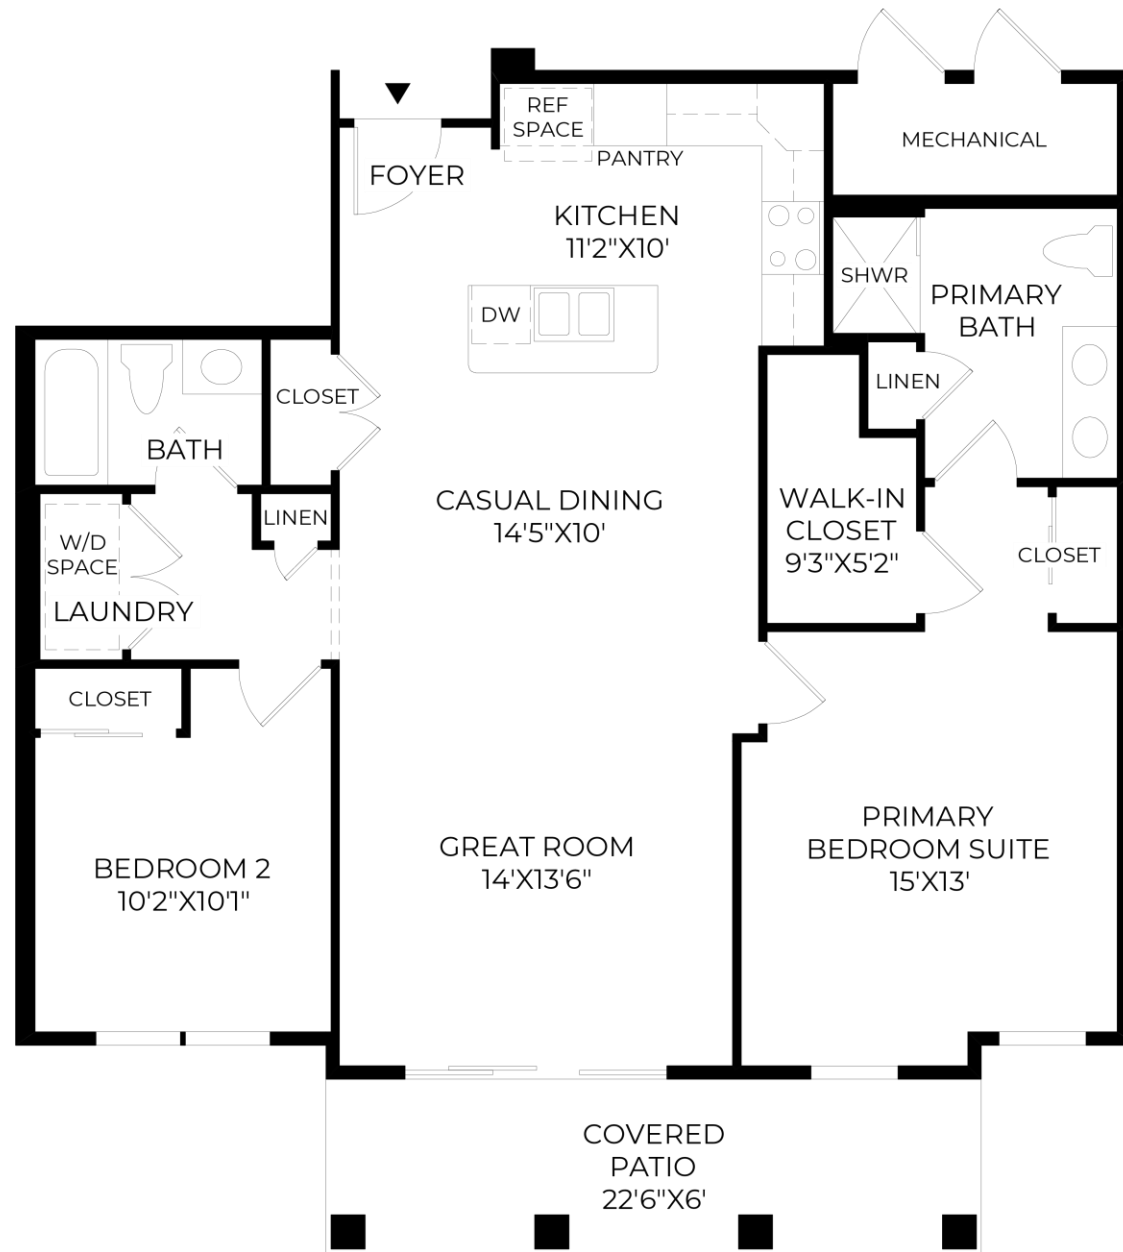 REF
SPACE
PANTRY
MECHANICAL
FOYER
KITCHEN
11'2"X10'
SHWR
PRIMARY
BATH
DW
LINEN
CLOSET
BATH
CASUAL DINING
14'5"X10'
WALK-IN
CLOSET
9'3"X5'2"
CLOSET
LINEN
W/D
SPACE
LAUNDRY
CLOSET
PRIMARY
BEDROOM SUITE
15'X13'
GREAT ROOM
14'X13'6"
BEDROOM 2
10'2"X10'1"
COVERED
PATIO
22'6"X6'